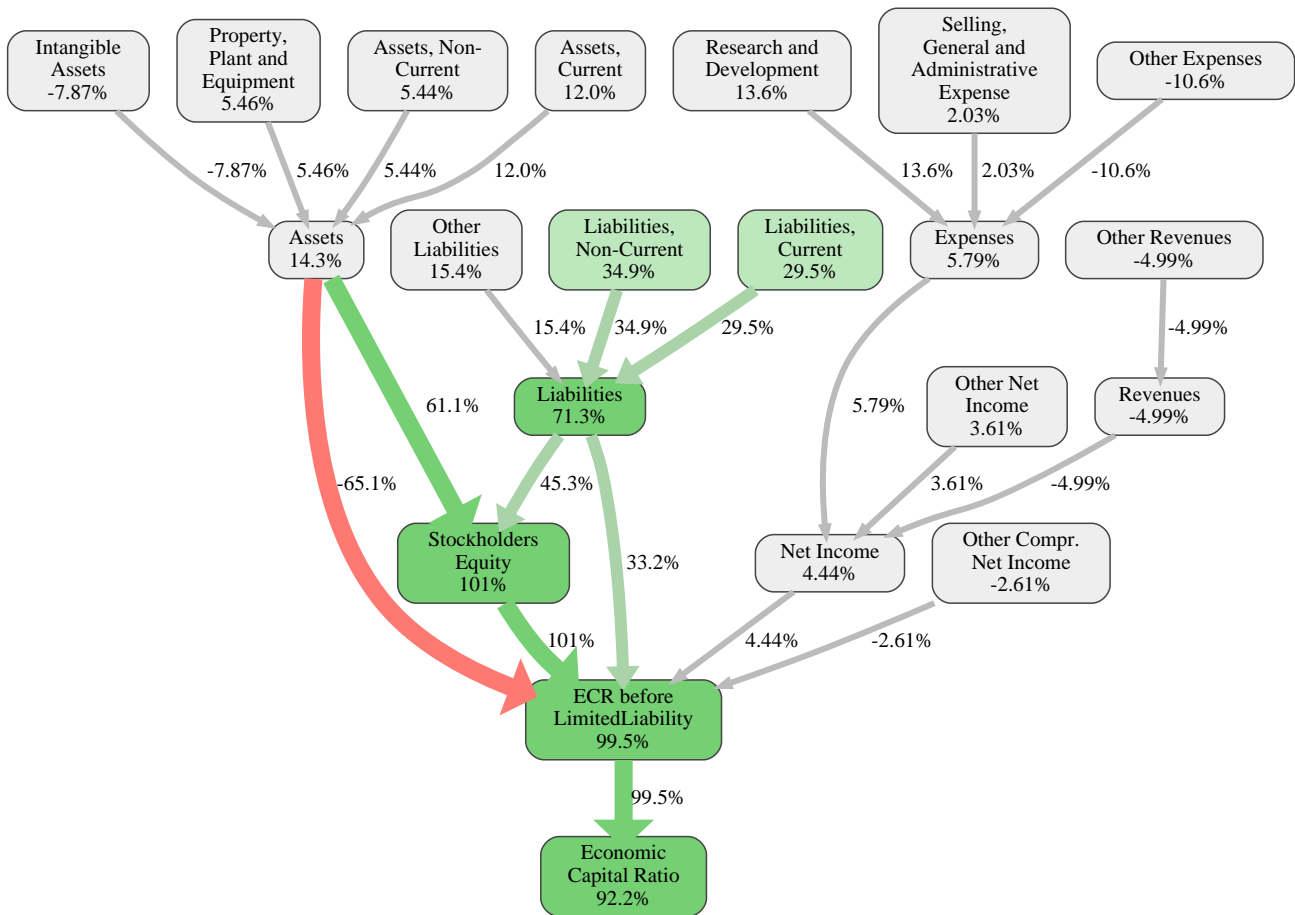 Intangible
Assets
-7.87%
Property,
Plant and
Equipment
5.46%
Assets, Non-
Current
5.44%
Assets,
Current
12.0%
Research and
Development
13.6%
Selling,
General and
Administrative
Expense
2.03%
Other Expenses
-10.6%
-7.87%
5.46%
5.44%
12.0%
13.6%
2.03%
-10.6%
Assets
14.3%
Other
Liabilities
15.4%
Liabilities,
Non-Current
34.9%
Liabilities,
Current
29.5%
Expenses
5.79%
Other Revenues
-4.99%
15.4%
34.9%
29.5%
-4.99%
Liabilities
71.3%
Other Net
Income
3.61%
Revenues
-4.99%
61.1%
5.79%
-65.1%
45.3%
3.61%
-4.99%
Stockholders
Equity
101%
33.2%
Net Income
4.44%
Other Compr.
Net Income
-2.61%
101%
4.44%
-2.61%
ECR before
LimitedLiability
99.5%
99.5%
Economic
Capital Ratio
92.2%